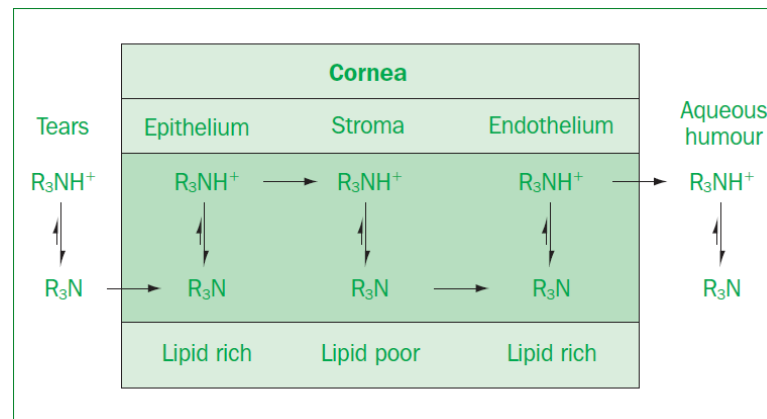 Cornea
Tears
Epithelium
Stroma
Endothelium
Aqueous
humour
R₃NH⁺
R₃NH⁺
R₃NH⁺
R₃NH⁺
R₃NH⁺
R₃N
R₃N
R₃N
R₃N
R₃N
Lipid rich
Lipid poor
Lipid rich